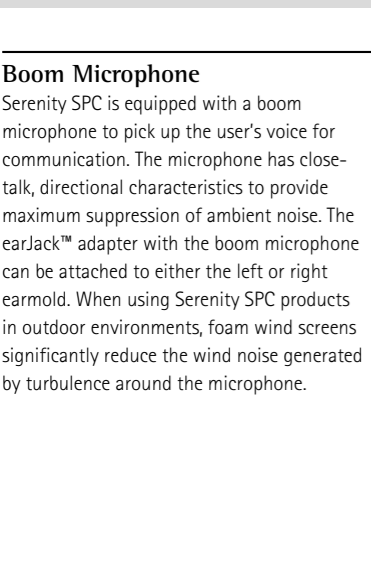 Boom Microphone
Serenity SPC is equipped with a boom
microphone to pick up the user's voice for
communication. The microphone has close-
talk, directional characteristics to provide
maximum suppression of ambient noise. The
earJack™ adapter with the boom microphone
can be attached to either the left or right
earmold. When using Serenity SPC products
in outdoor environments, foam wind screens
significantly reduce the wind noise generated
by turbulence around the microphone.